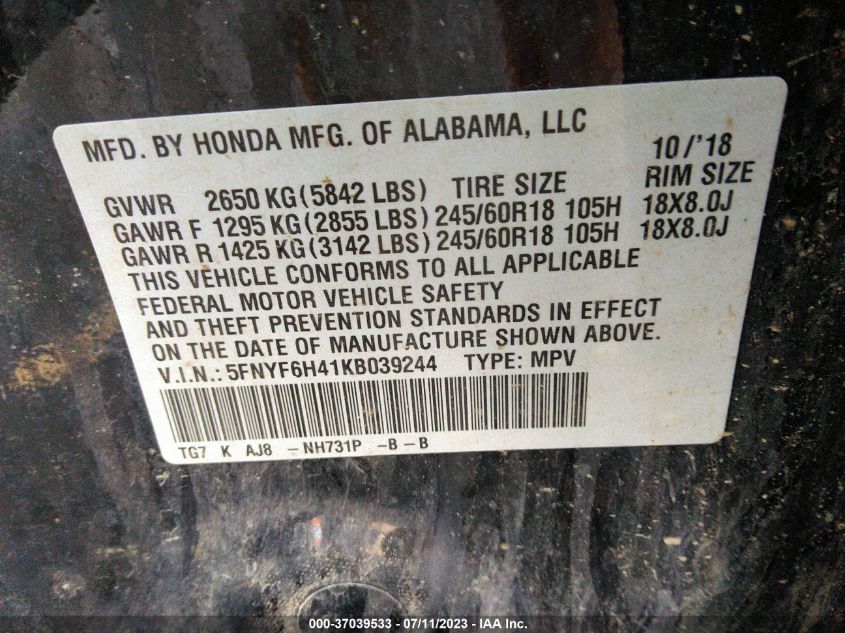 MFD. BY HONDA MFG. OF ALABAMA, LLC 10/'18
GVWR 2650 KG (5842 LBS) TIRE SIZE RIM SIZE
GAWR F 1295 KG (2855 LBS) 245/60R18 105H 18X8.0J
GAWR R 1425 KG (3142 LBS) 245/60R18 105H 18X8.0J
THIS VEHICLE CONFORMS TO ALL APPLICABLE
FEDERAL MOTOR VEHICLE SAFETY
AND THEFT PREVENTION STANDARDS IN EFFECT
ON THE DATE OF MANUFACTURE SHOWN ABOVE.
V.I.N.: 5FNYF6H41KB039244 TYPE: MPV
TG7 K AJ8 -NH731P -B-B
000-37039533 - 07/11/2023 - IAA Inc.